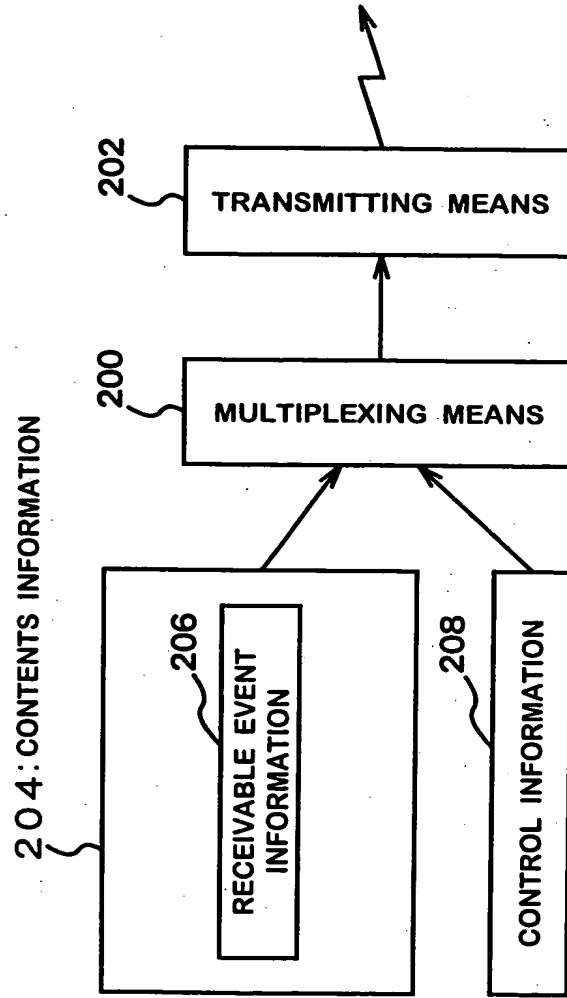 204:CONTENTS INFORMATION
206
RECEIVABLE EVENT
INFORMATION
208
CONTROL INFORMATION
200
MULTIPLEXING MEANS
202
TRANSMITTING MEANS